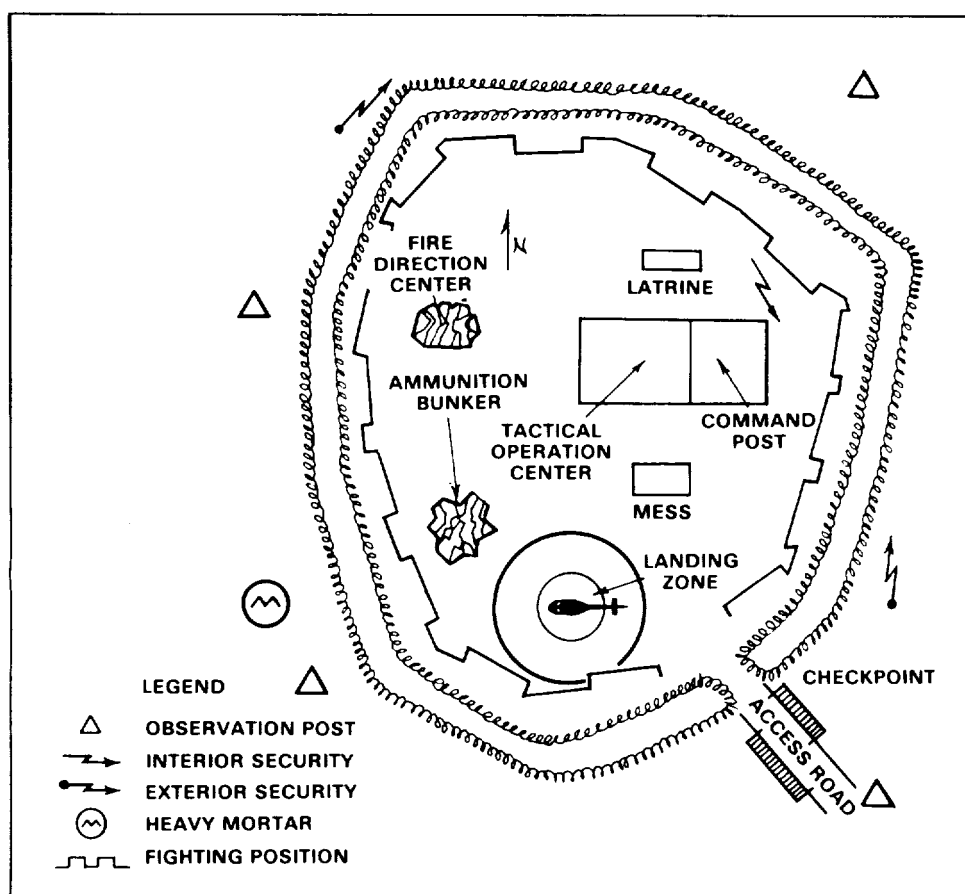 FIRE
DIRECTION
CENTER
N
LATRINE
AMMUNITION
BUNKER
TACTICAL
OPERATION
CENTER
COMMAND
POST
MESS
LANDING
ZONE
CHECKPOINT
ACCESS ROAD
LEGEND
OBSERVATION POST
INTERIOR SECURITY
EXTERIOR SECURITY
HEAVY MORTAR
FIGHTING POSITION